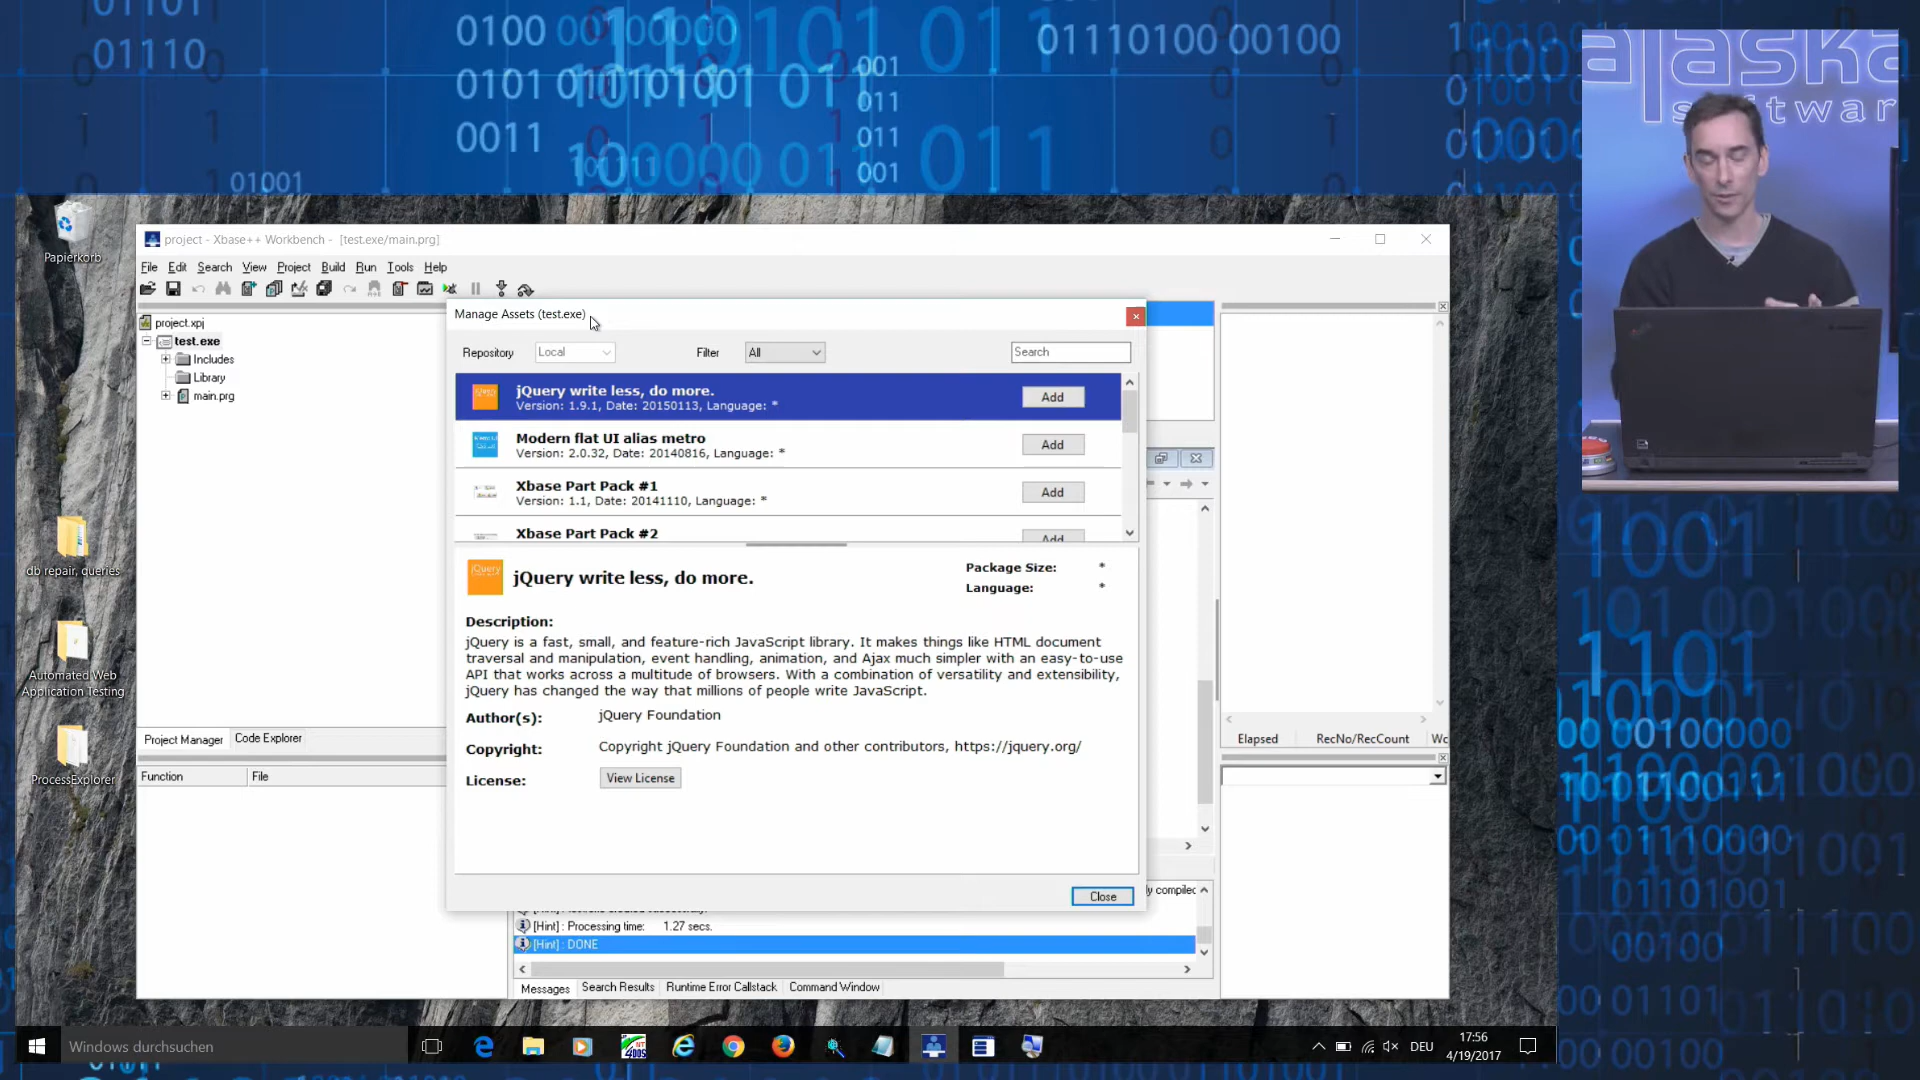 01101
01110
0100 00100000
0101 01101001
0011
01001
001
011
011
001
01110100 00100
alaska
software
Papierkorb
project - Xbase++ Workbench - [test.exe/main.prg]
File Edit Search View Project Build Run Tools Help
project.xpj
test.exe
Includes
Library
main.prg
Manage Assets (test.exe)
Repository Local Filter All Search
jQuery write less, do more.
Version: 1.9.1, Date: 20150113, Language: *
Add
Modern flat UI alias metro
Version: 2.0.32, Date: 20140816, Language: *
Add
Xbase Part Pack #1
Version: 1.1, Date: 20141110, Language: *
Add
Xbase Part Pack #2
Add
jQuery write less, do more.
Package Size: *
Language: *
Description:
jQuery is a fast, small, and feature-rich JavaScript library. It makes things like HTML document
traversal and manipulation, event handling, animation, and Ajax much simpler with an easy-to-use
API that works across a multitude of browsers. With a combination of versatility and extensibility,
jQuery has changed the way that millions of people write JavaScript.
Author(s): jQuery Foundation
Copyright: Copyright jQuery Foundation and other contributors, https://jquery.org/
License: View License
Close
db repair, queries
Automated Web
Application Testing
ProcessExplorer
Project Manager Code Explorer
Function File
Elapsed RecNo/RecCount
ly compiled
[Hint] : Processing time: 1.27 secs.
[Hint] : DONE
Messages Search Results Runtime Error Callstack Command Window
Windows durchsuchen
DEU
17:56
4/19/2017